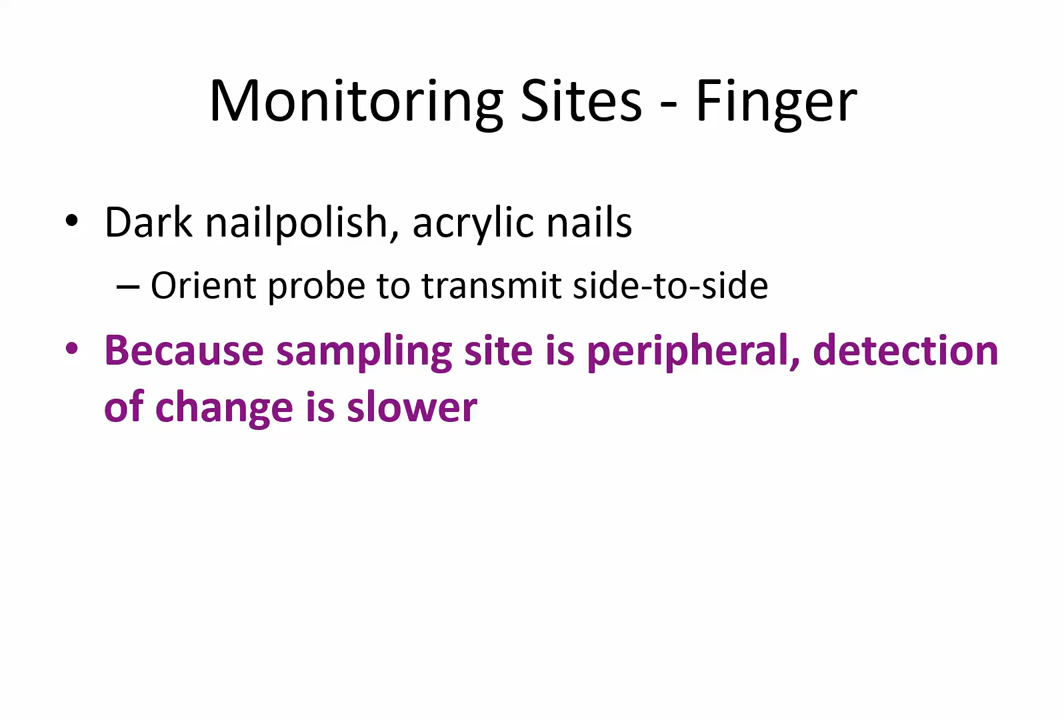 Monitoring Sites - Finger
• Dark nailpolish, acrylic nails
– Orient probe to transmit side-to-side
• Because sampling site is peripheral, detection
of change is slower